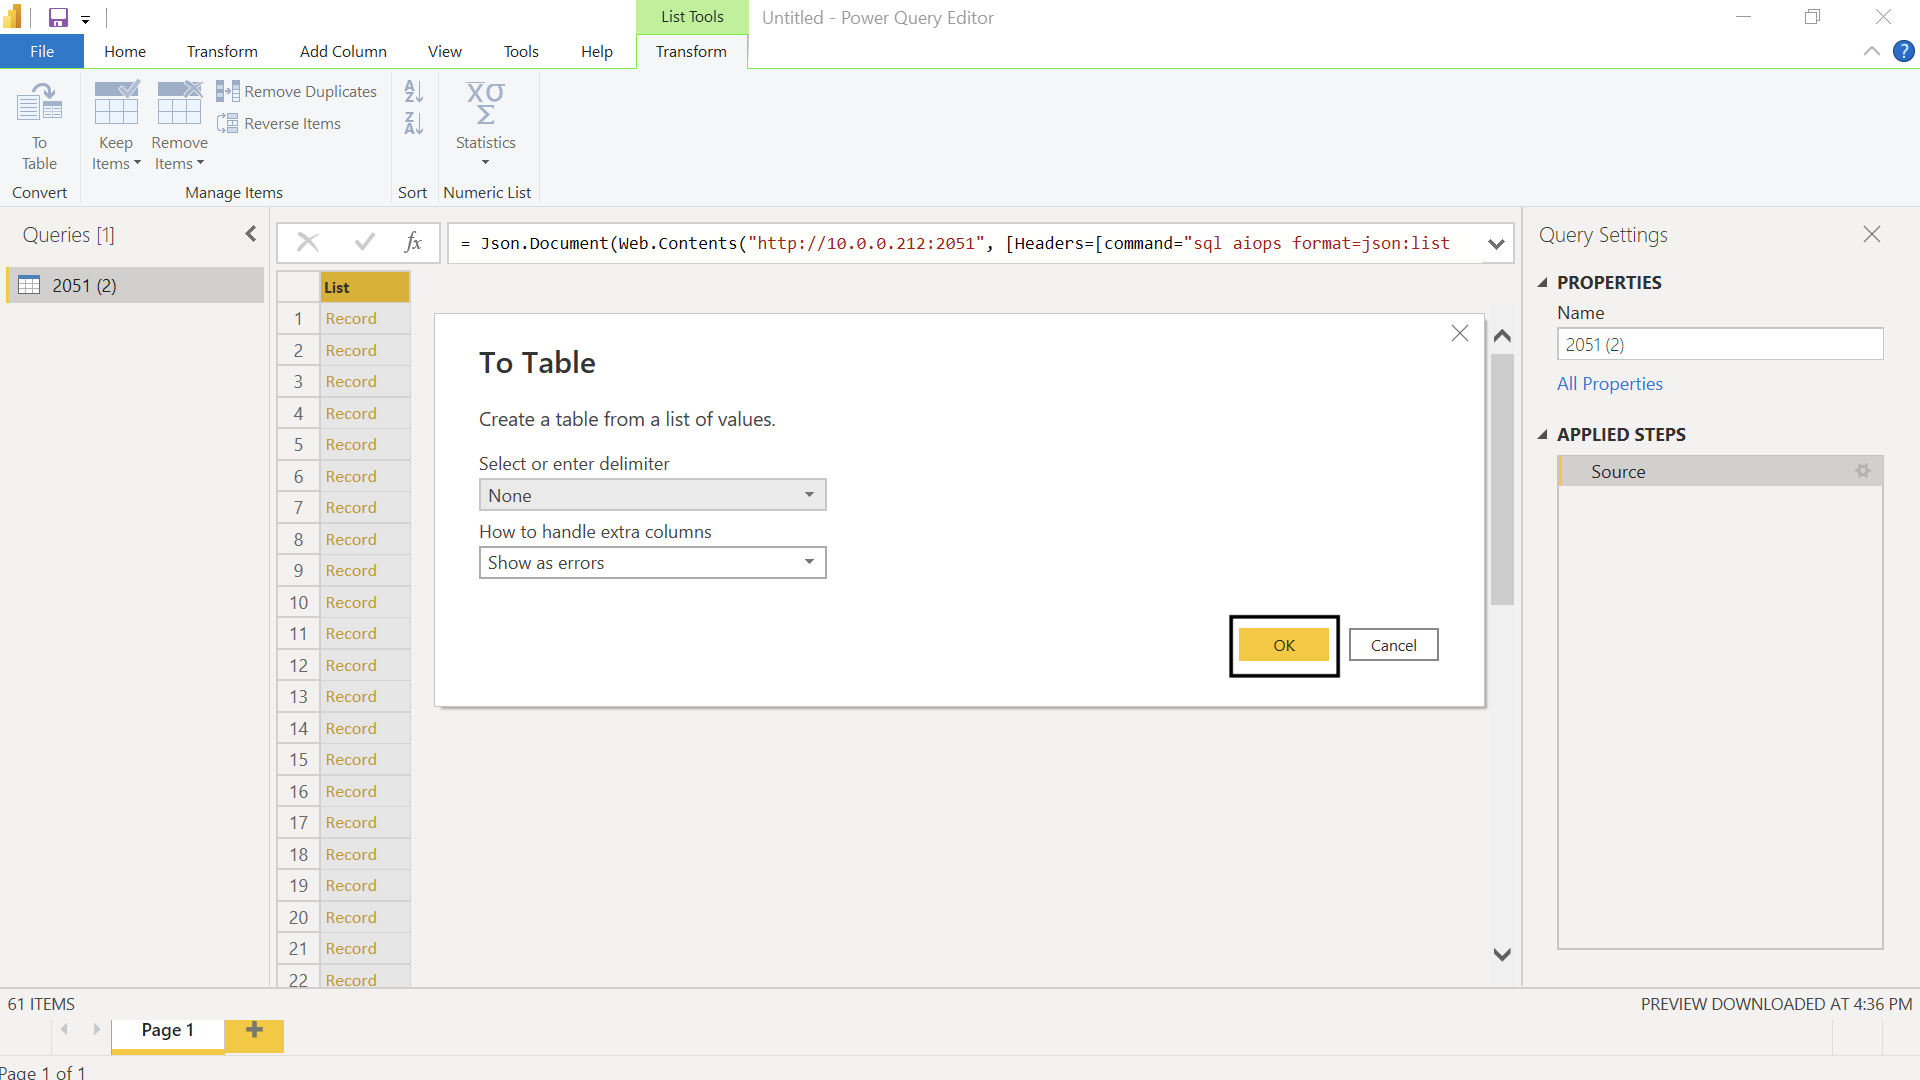 List Tools
Untitled - Power Query Editor
File
Home
Transform
Add Column
View
Tools
Help
Transform
?
To Table
Keep Items
Remove Items
Remove Duplicates
Reverse Items
A Z
Z A
X̄σ
Σ
Statistics
Convert
Manage Items
Sort
Numeric List
Queries [1]
2051 (2)
fx
= Json.Document(Web.Contents("http://10.0.0.212:2051", [Headers=[command="sql aiops format=json:list
List
1 Record
2 Record
3 Record
4 Record
5 Record
6 Record
7 Record
8 Record
9 Record
10 Record
11 Record
12 Record
13 Record
14 Record
15 Record
16 Record
17 Record
18 Record
19 Record
20 Record
21 Record
22 Record
To Table
Create a table from a list of values.
Select or enter delimiter
None
How to handle extra columns
Show as errors
OK
Cancel
Query Settings
PROPERTIES
Name
2051 (2)
All Properties
APPLIED STEPS
Source
61 ITEMS
PREVIEW DOWNLOADED AT 4:36 PM
Page 1
Page 1 of 1